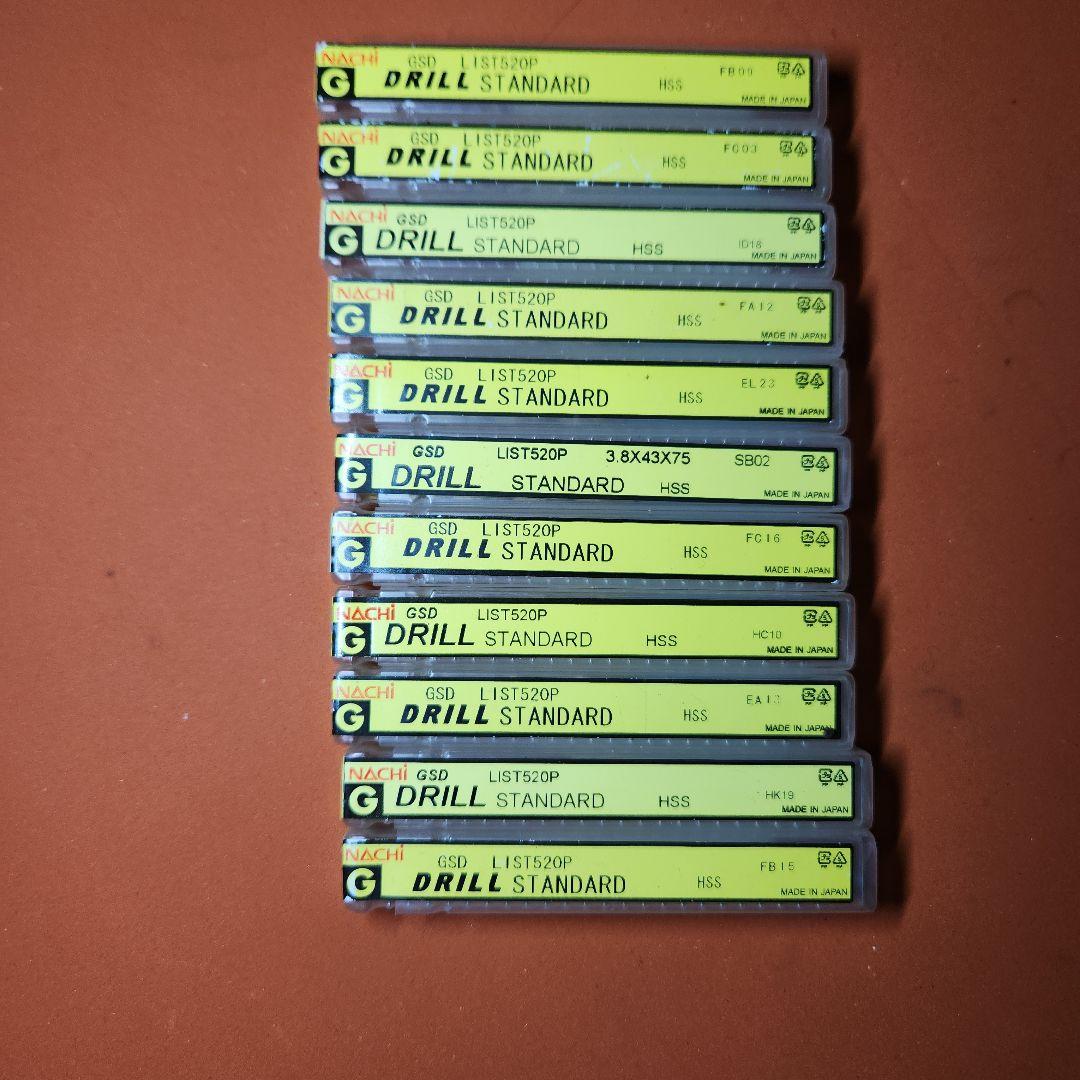 NACHi GSD LIST520P FB09
G DRILL STANDARD HSS
MADE IN JAPAN
NACHi GSD LIST520P FC03
G DRILL STANDARD HSS
MADE IN JAPAN
NACHi GSD LIST520P
G DRILL STANDARD HSS ID18
MADE IN JAPAN
NACHi GSD LIST520P FA12
G DRILL STANDARD HSS
MADE IN JAPAN
NACHi GSD LIST520P EL23
G DRILL STANDARD HSS
MADE IN JAPAN
NACHi GSD LIST520P 3.8X43X75 SB02
G DRILL STANDARD HSS
MADE IN JAPAN
NACHi GSD LIST520P FC16
G DRILL STANDARD HSS
MADE IN JAPAN
NACHi GSD LIST520P
G DRILL STANDARD HSS HC10
MADE IN JAPAN
NACHi GSD LIST520P
G DRILL STANDARD HSS
MADE IN JAPAN
NACHi GSD LIST520P
G DRILL STANDARD HSS HK19
MADE IN JAPAN
NACHi GSD LIST520P FB15
G DRILL STANDARD HSS
MADE IN JAPAN